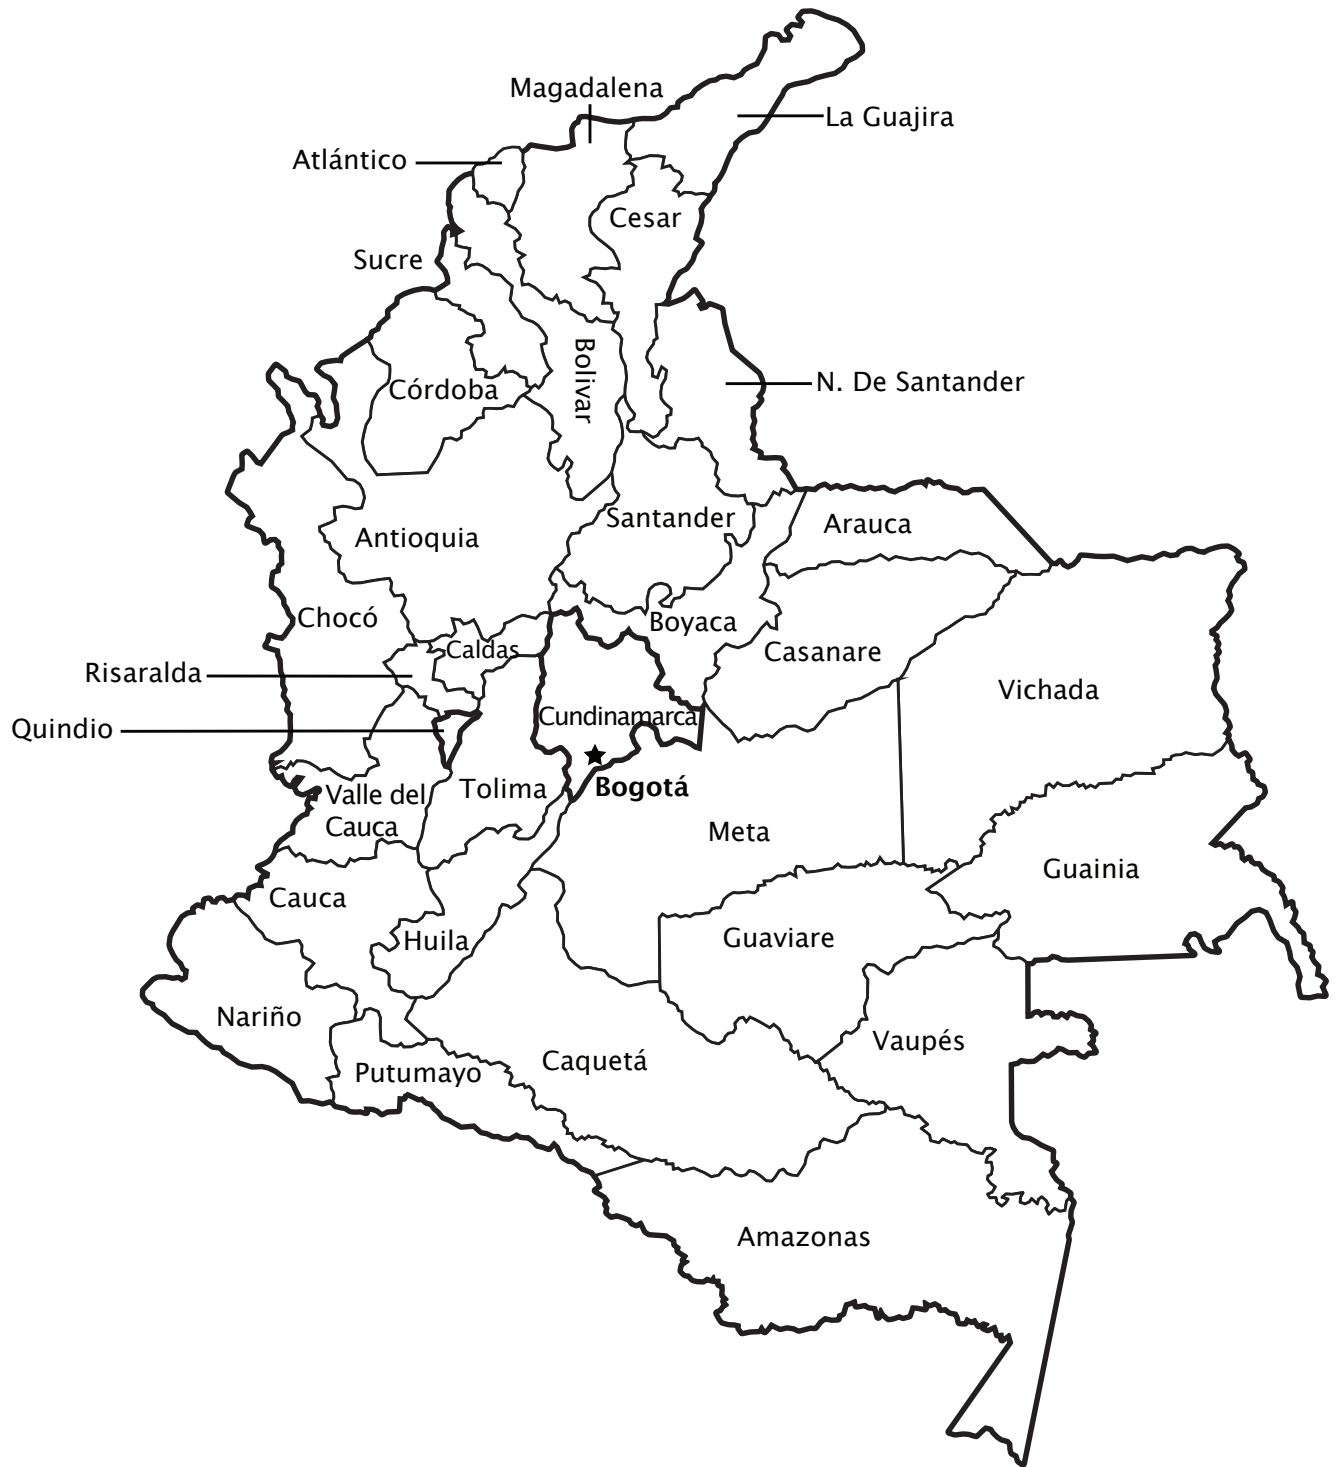 Magadalena
La Guajira
Atlántico
Cesar
Sucre
Bolivar
N. De Santander
Córdoba
Santander
Arauca
Antioquia
Chocó
Boyaca
Caldas
Casanare
Risaralda
Vichada
Cundinamarca
Quindio
Bogotá
Tolima
Valle del
Cauca
Meta
Guainia
Cauca
Huila
Guaviare
Nariño
Vaupés
Caquetá
Putumayo
Amazonas